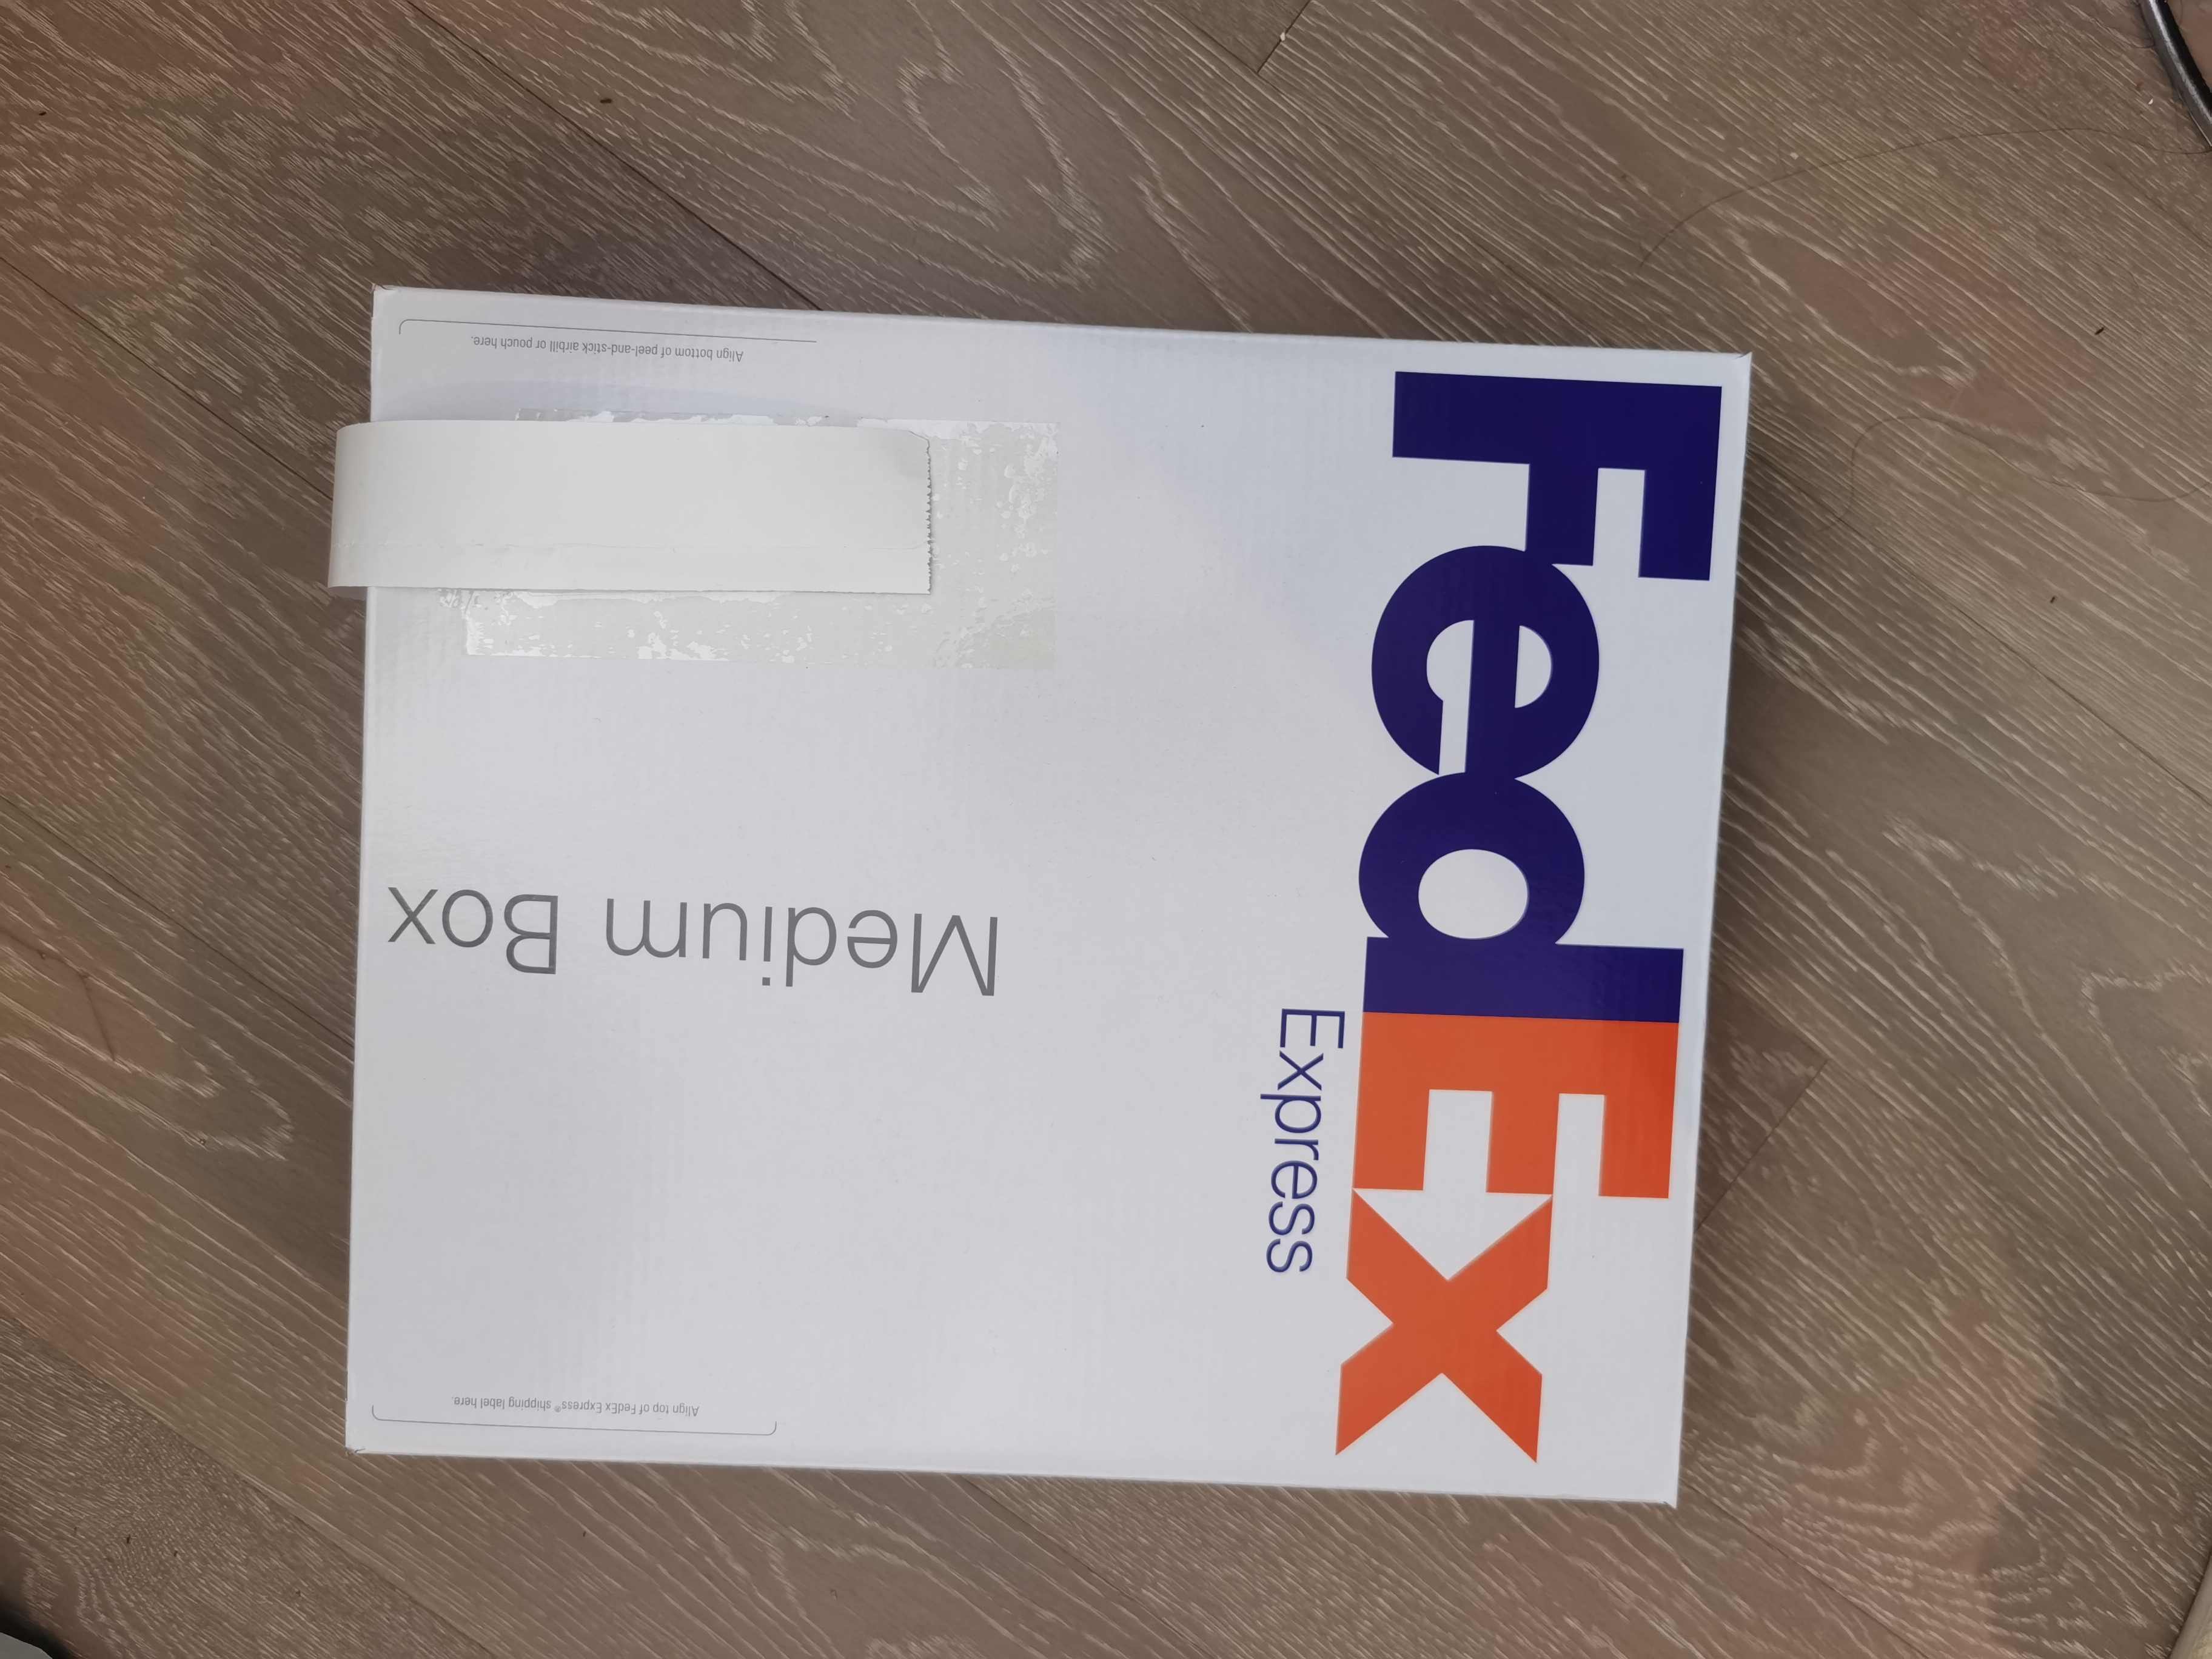 Align top of FedEx Express® shipping label here.
Medium Box
Align bottom of peel-and-stick airbill or pouch here.
FedEx
Express